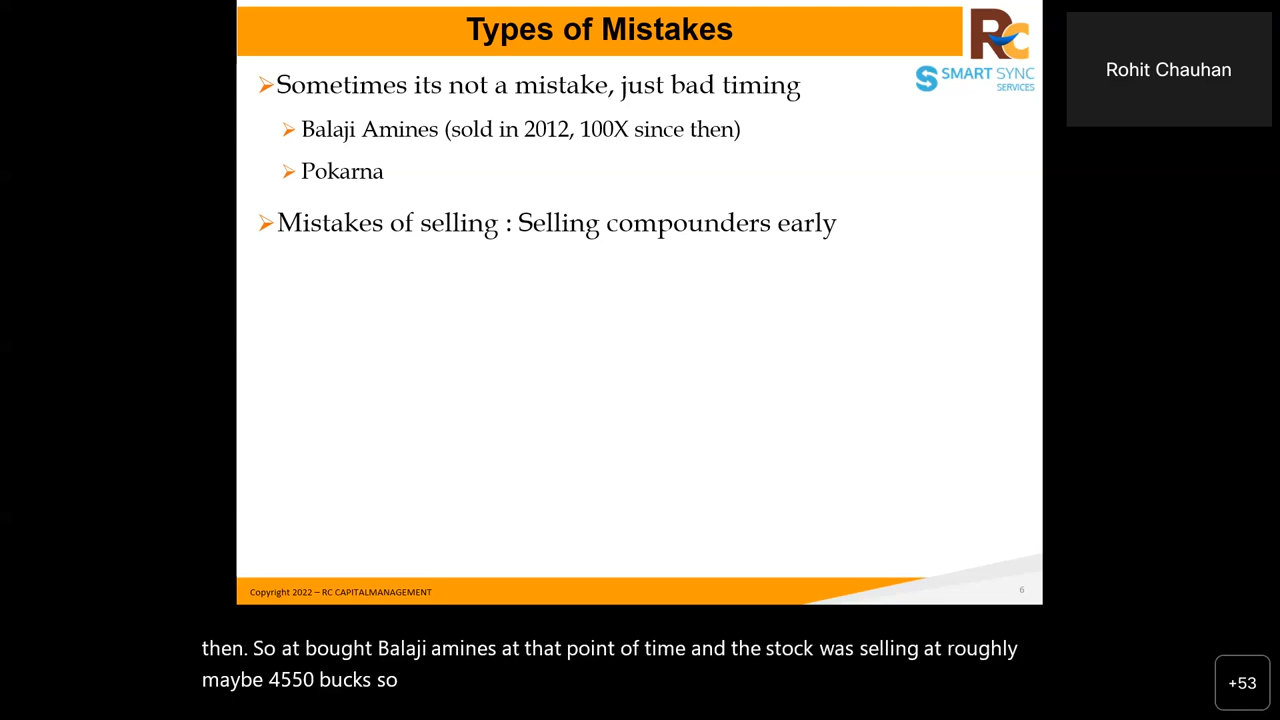 Types of Mistakes
RC
SMART SYNC
SERVICES
Rohit Chauhan
Sometimes its not a mistake, just bad timing
Balaji Amines (sold in 2012, 100X since then)
Pokarna
Mistakes of selling : Selling compounders early
Copyright 2022 – RC CAPITALMANAGEMENT
6
then. So at bought Balaji amines at that point of time and the stock was selling at roughly
maybe 4550 bucks so
+53